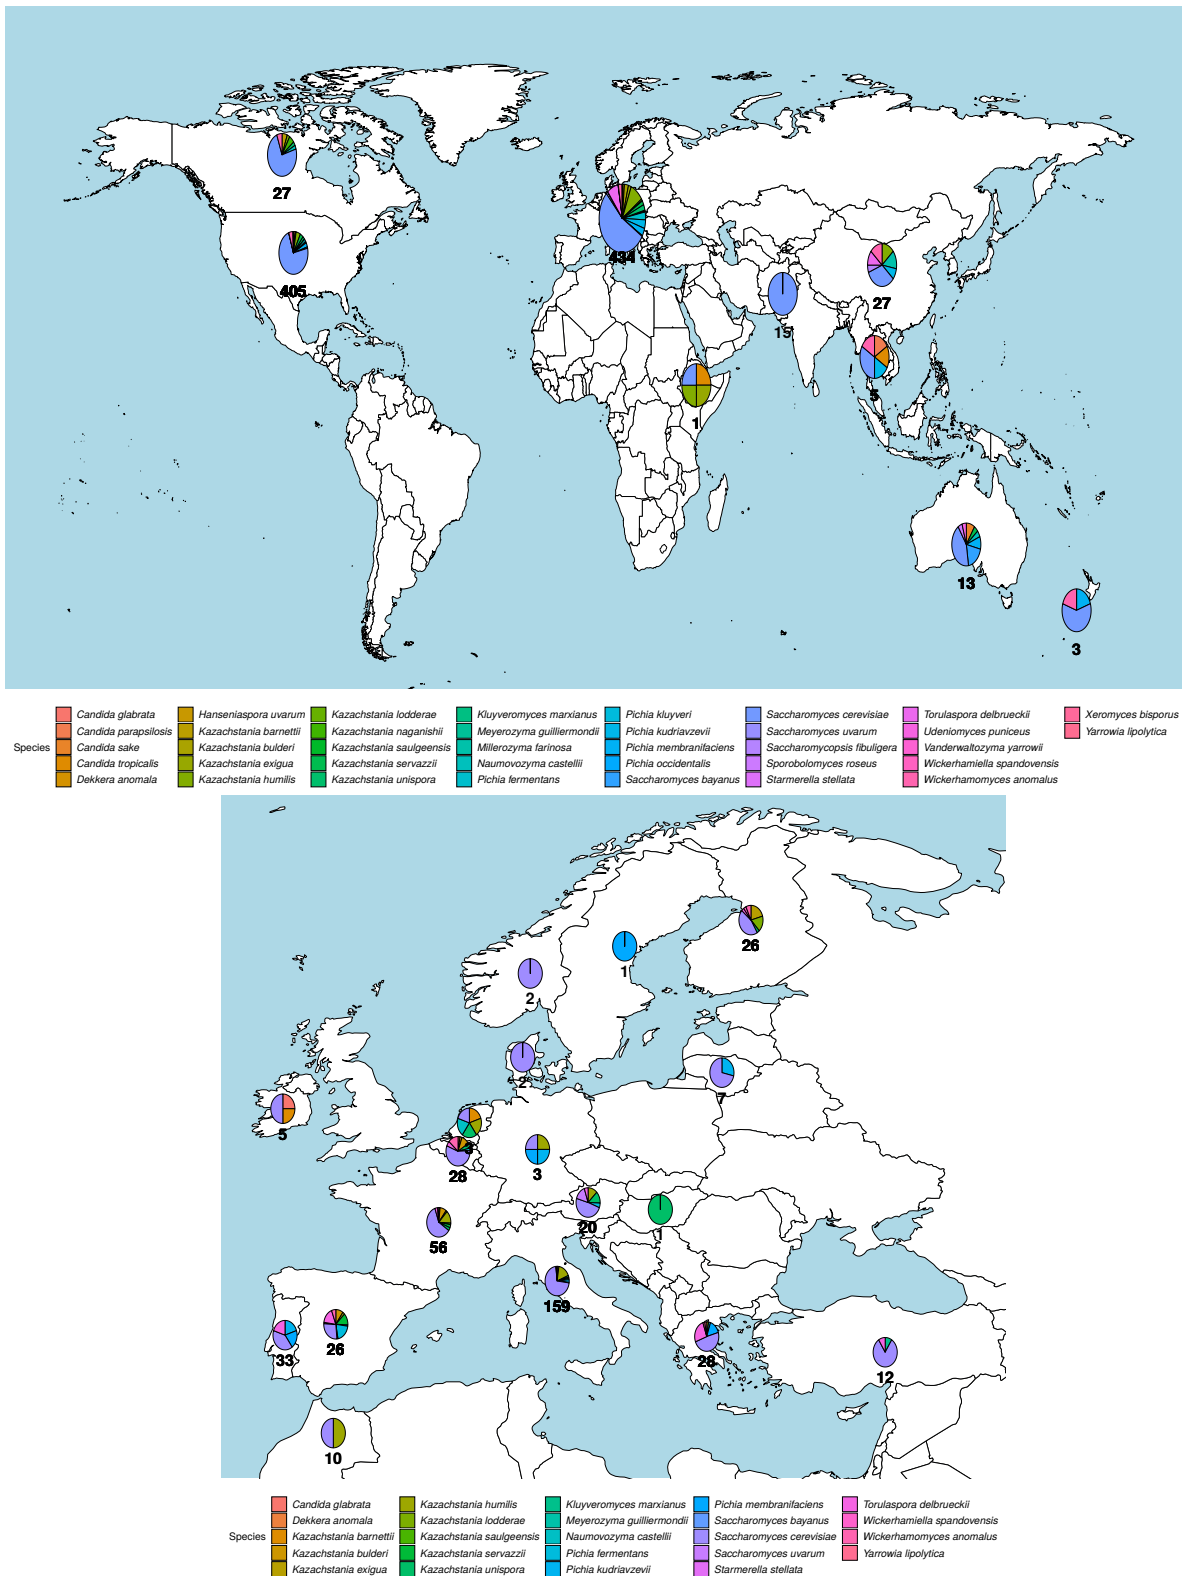 27
405
434
15
27
5
1
13
3
Candida glabrata Hanseniaspora uvarum Kazachstania lodderae Kluyveromyces marxianus Pichia kluyveri Saccharomyces cerevisiae Torulaspora delbrueckii Xeromyces bisporus
Candida parapsilosis Kazachstania barnettii Kazachstania naganishii Meyerozyma guilliermondii Pichia kudriavzevii Saccharomyces uvarum Udeniomyces puniceus Yarrowia lipolytica
Species Candida sake Kazachstania bulderi Kazachstania saulgeensis Millerozyma farinosa Pichia membranifaciens Saccharomycopsis fibuligera Vanderwaltozyma yarrowii
Candida tropicalis Kazachstania exigua Kazachstania servazzii Naumovozyma castellii Pichia occidentalis Sporobolomyces roseus Wickerhamiella spandovensis
Dekkera anomala Kazachstania humilis Kazachstania unispora Pichia fermentans Saccharomyces bayanus Starmerella stellata Wickerhamomyces anomalus
26
1
2
2
7
5
3
28
3
20
1
56
159
33
26
28
12
10
Candida glabrata Kazachstania humilis Kluyveromyces marxianus Pichia membranifaciens Torulaspora delbrueckii
Dekkera anomala Kazachstania lodderae Meyerozyma guilliermondii Saccharomyces bayanus Wickerhamiella spandovensis
Species Kazachstania barnettii Kazachstania saulgeensis Naumovozyma castellii Saccharomyces cerevisiae Wickerhamomyces anomalus
Kazachstania bulderi Kazachstania servazzii Pichia fermentans Saccharomyces uvarum Yarrowia lipolytica
Kazachstania exigua Kazachstania unispora Pichia kudriavzevii Starmerella stellata